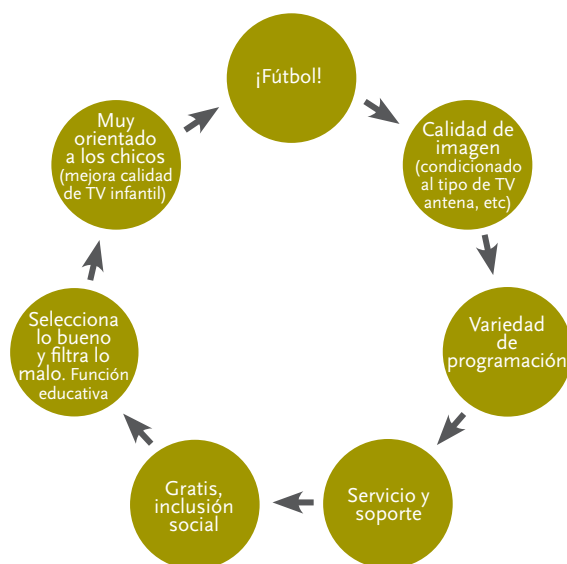 ¡Fútbol!
Calidad de
imagen
(condicionado
al tipo de TV
antena, etc)
Variedad
de
programación
Servicio y
soporte
Gratis,
inclusión
social
Selecciona
lo bueno
y filtra lo
malo. Función
educativa
Muy
orientado
a los chicos
(mejora calidad
de TV infantil)